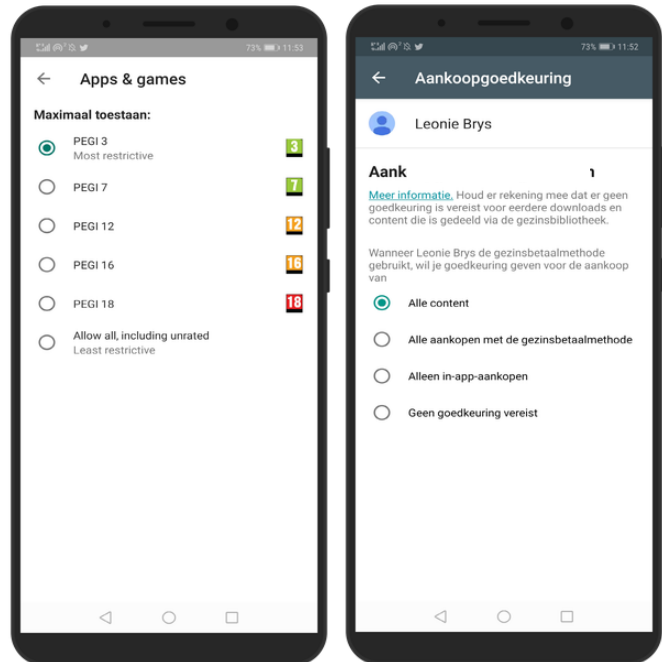 73% 11:53
Apps & games
Maximaal toestaan:
PEGI 3
Most restrictive
3
PEGI 7
7
PEGI 12
12
PEGI 16
16
PEGI 18
18
Allow all, including unrated
Least restrictive
73% 11:52
Aankoopgoedkeuring
Leonie Brys
Aank
Meer informatie. Houd er rekening mee dat er geen
goedkeuring is vereist voor eerdere downloads en
content die is gedeeld via de gezinsbibliotheek.
Wanneer Leonie Brys de gezinsbetaalmethode
gebruikt, wil je goedkeuring geven voor de aankoop
van
Alle content
Alle aankopen met de gezinsbetaalmethode
Alleen in-app-aankopen
Geen goedkeuring vereist